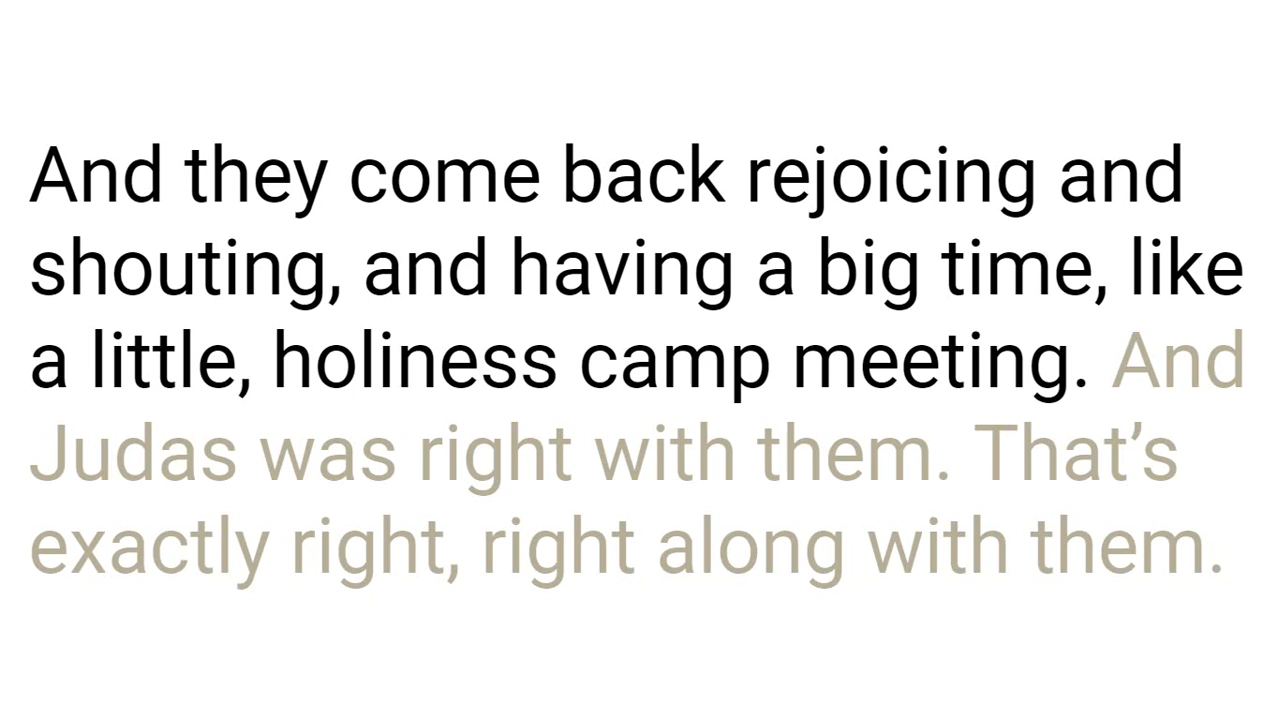 And they come back rejoicing and
shouting, and having a big time, like
a little, holiness camp meeting. And
Judas was right with them. That’s
exactly right, right along with them.